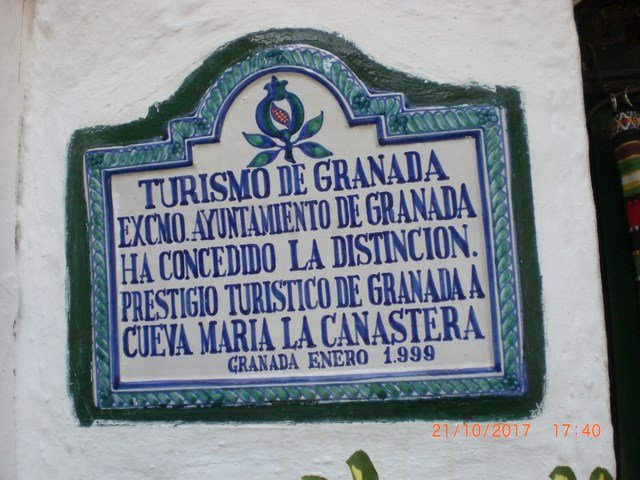 TURISMO DE GRANADA
EXCMO. AYUNTAMIENTO DE GRANADA
HA CONCEDIDO LA DISTINCION.
PRESTIGIO TURISTICO DE GRANADA A
CUEVA MARIA LA CANASTERA
GRANADA ENERO 1.999
21/10/2017 17:40